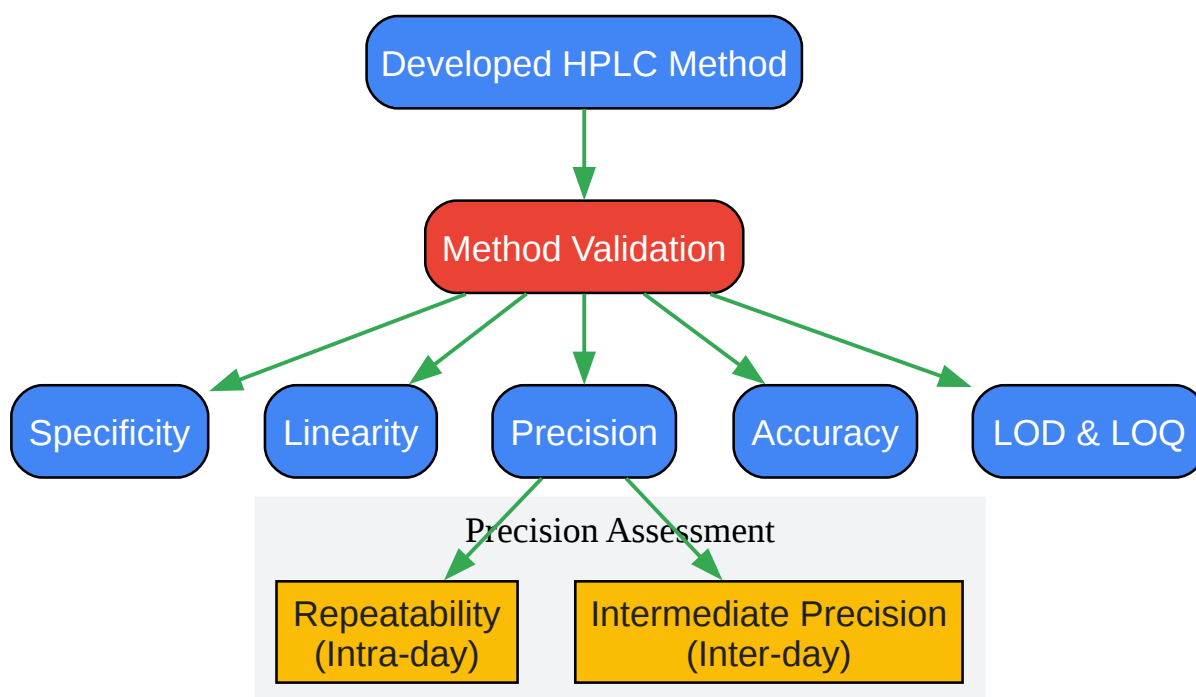 Developed HPLC Method
Method Validation
Specificity
Linearity
Precision
Accuracy
LOD & LOQ
Precision Assessment
Repeatability
(Intra-day)
Intermediate Precision
(Inter-day)